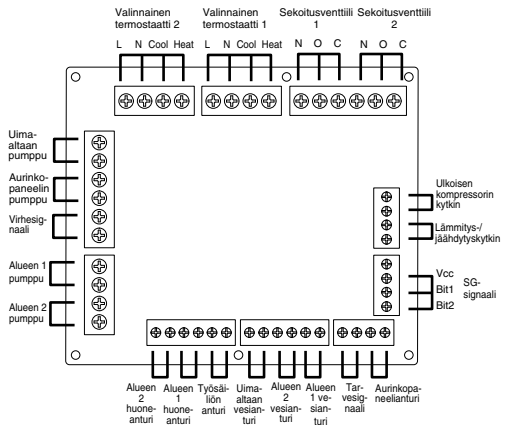 Valinnainen
termostaatti 2
Valinnainen
termostaatti 1
Sekoitusventtiili
1
Sekoitusventtiili
2
L N Cool Heat
L N Cool Heat
N O C
N O C
Uima-
altaan
pumppu
Aurinko-
paneelin
pumppu
Virhesig-
naali
Alueen 1
pumppu
Alueen 2
pumppu
Ulkoisen
kompressorin
kytkin
Lämmitys-/
jäähdytyskytkin
Vcc
Bit1
Bit2
SG-
signaali
Alueen
2
huone-
anturi
Alueen
1
huone-
anturi
Työsäi-
liön
anturi
Uima-
altaan
vesian-
turi
Alueen
2
vesian-
turi
Alueen
1 ve-
sian-
turi
Tar-
vesig-
naali
Aurinkopa-
neelianturi